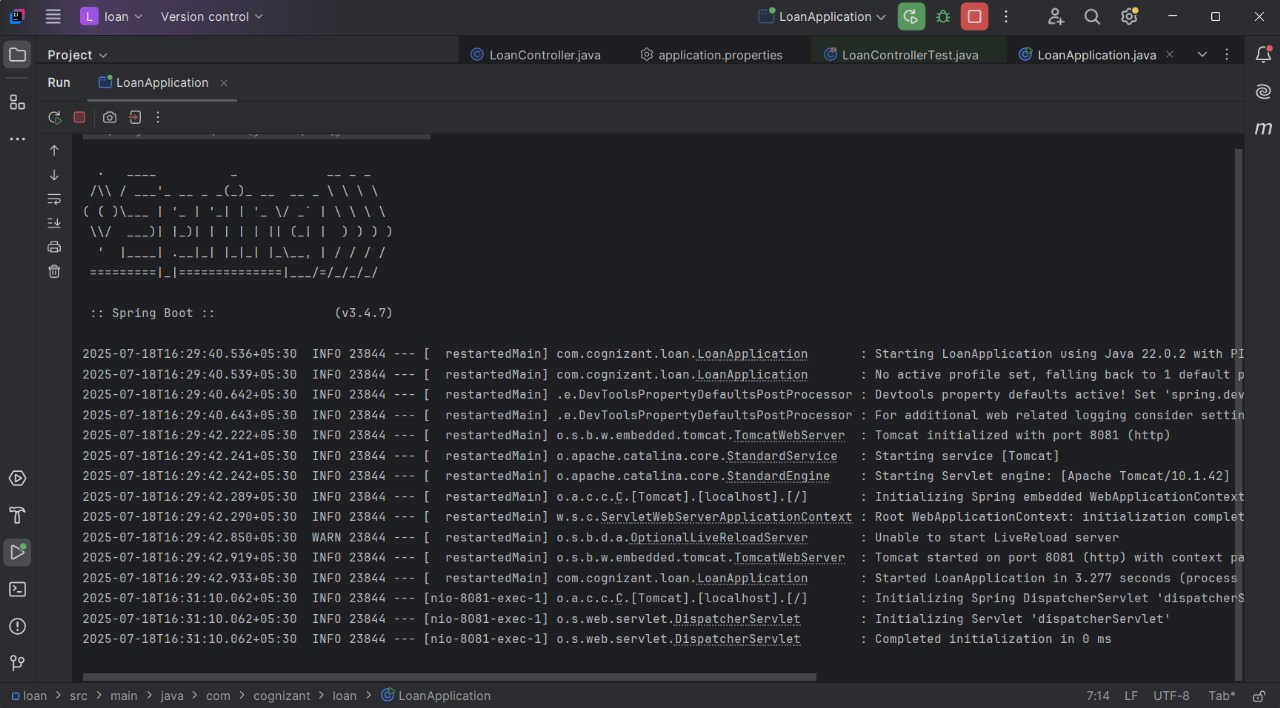 L loan Version control LoanApplication
Project LoanController.java application.properties LoanControllerTest.java LoanApplication.java
Run LoanApplication
  .   ____          _            __ _ _
 /\\ / ___'_ __ _ _(_)_ __  __ _ \ \ \ \
( ( )\___ | '_ | '_| | '_ \/ _` | \ \ \ \
 \\/  ___)| |_)| | | | | || (_| |  ) ) ) )
  '  |____| .__|_| |_|_| |_\__, | / / / /
 =========|_|==============|___/=/_/_/_/
 :: Spring Boot ::                (v3.4.7)
2025-07-18T16:29:40.536+05:30  INFO 23844 --- [  restartedMain] com.cognizant.loan.LoanApplication       : Starting LoanApplication using Java 22.0.2 with PI
2025-07-18T16:29:40.539+05:30  INFO 23844 --- [  restartedMain] com.cognizant.loan.LoanApplication       : No active profile set, falling back to 1 default p
2025-07-18T16:29:40.642+05:30  INFO 23844 --- [  restartedMain] .e.DevToolsPropertyDefaultsPostProcessor : Devtools property defaults active! Set 'spring.dev
2025-07-18T16:29:40.643+05:30  INFO 23844 --- [  restartedMain] .e.DevToolsPropertyDefaultsPostProcessor : For additional web related logging consider settin
2025-07-18T16:29:42.222+05:30  INFO 23844 --- [  restartedMain] o.s.b.w.embedded.tomcat.TomcatWebServer  : Tomcat initialized with port 8081 (http)
2025-07-18T16:29:42.241+05:30  INFO 23844 --- [  restartedMain] o.apache.catalina.core.StandardService   : Starting service [Tomcat]
2025-07-18T16:29:42.242+05:30  INFO 23844 --- [  restartedMain] o.apache.catalina.core.StandardEngine    : Starting Servlet engine: [Apache Tomcat/10.1.42]
2025-07-18T16:29:42.289+05:30  INFO 23844 --- [  restartedMain] o.a.c.c.C.[Tomcat].[localhost].[/]       : Initializing Spring embedded WebApplicationContext
2025-07-18T16:29:42.290+05:30  INFO 23844 --- [  restartedMain] w.s.c.ServletWebServerApplicationContext : Root WebApplicationContext: initialization complet
2025-07-18T16:29:42.850+05:30  WARN 23844 --- [  restartedMain] o.s.b.d.a.OptionalLiveReloadServer       : Unable to start LiveReload server
2025-07-18T16:29:42.919+05:30  INFO 23844 --- [  restartedMain] o.s.b.w.embedded.tomcat.TomcatWebServer  : Tomcat started on port 8081 (http) with context pa
2025-07-18T16:29:42.933+05:30  INFO 23844 --- [  restartedMain] com.cognizant.loan.LoanApplication       : Started LoanApplication in 3.277 seconds (process
2025-07-18T16:31:10.062+05:30  INFO 23844 --- [nio-8081-exec-1] o.a.c.c.C.[Tomcat].[localhost].[/]       : Initializing Spring DispatcherServlet 'dispatcherS
2025-07-18T16:31:10.062+05:30  INFO 23844 --- [nio-8081-exec-1] o.s.web.servlet.DispatcherServlet        : Initializing Servlet 'dispatcherServlet'
2025-07-18T16:31:10.062+05:30  INFO 23844 --- [nio-8081-exec-1] o.s.web.servlet.DispatcherServlet        : Completed initialization in 0 ms
loan > src > main > java > com > cognizant > loan > LoanApplication 7:14 LF UTF-8 Tab*